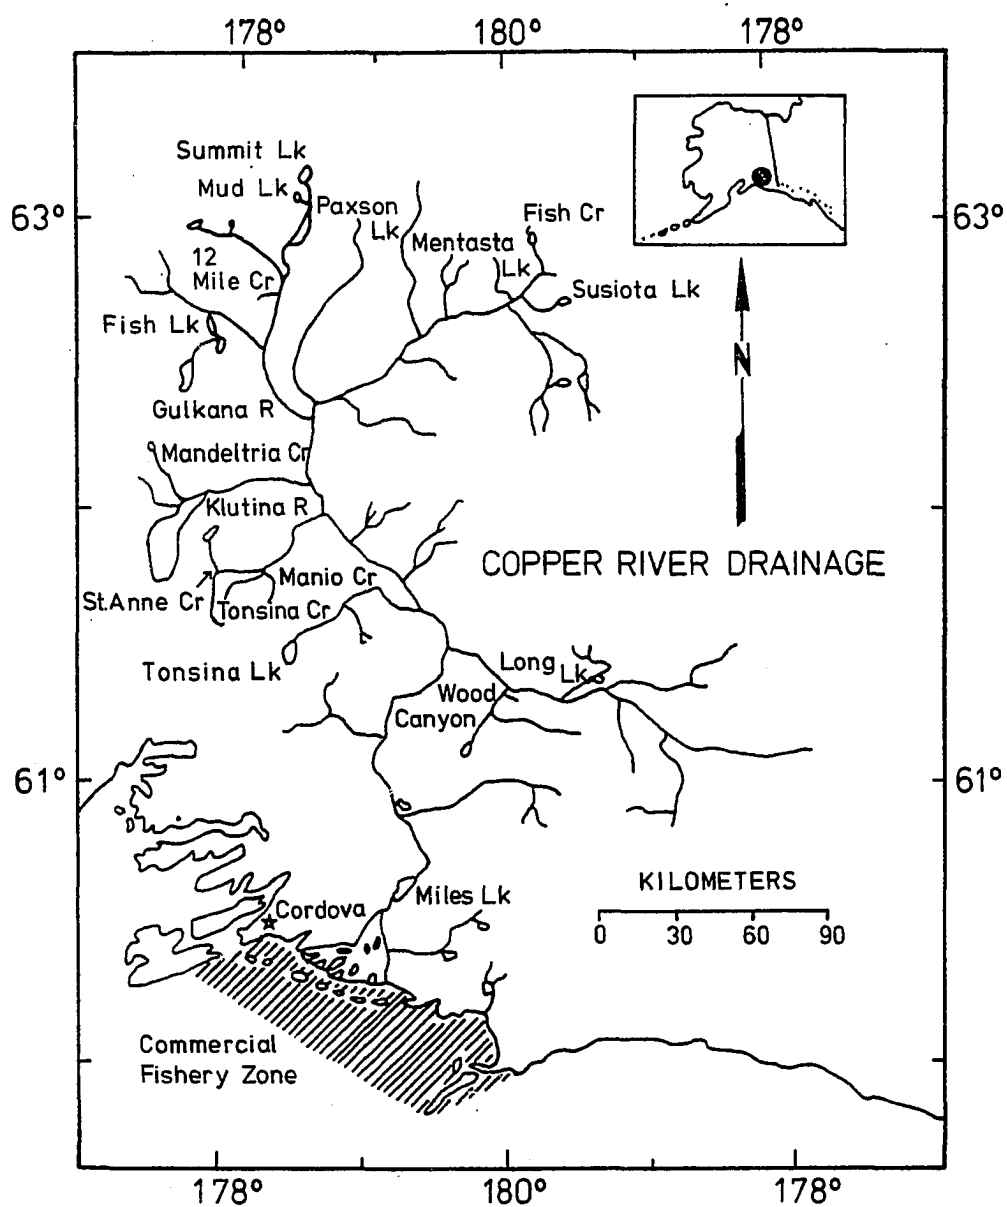 178° 180° 178°
Summit Lk
Mud Lk
Paxson
Lk
Fish Cr
63° 63°
Mentasta
Lk
12
Mile Cr
Susiota Lk
Fish Lk
N
Gulkana R
Mandeltria Cr
Klutina R
COPPER RIVER DRAINAGE
Manio Cr
St. Anne Cr
Tonsina Cr
Long
Lk
Tonsina Lk
Wood
Canyon
61° 61°
KILOMETERS
0 30 60 90
Miles Lk
Cordova
Commercial
Fishery Zone
178° 180° 178°